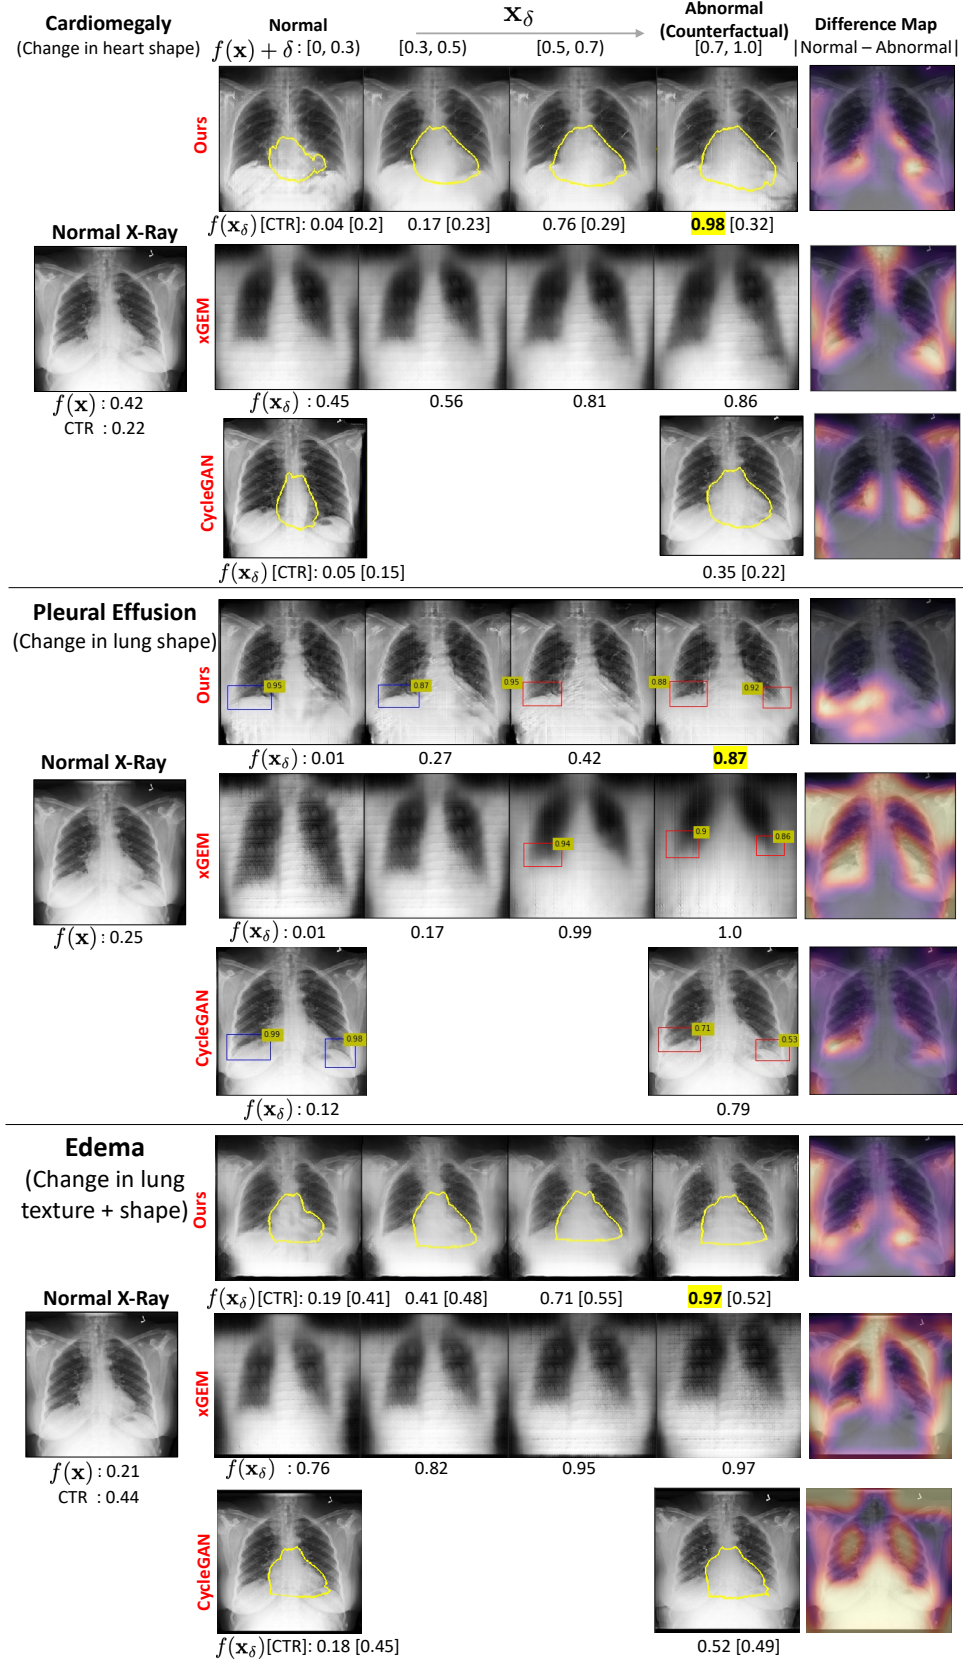 Cardiomegaly
(Change in heart shape)
Normal
x_δ
Abnormal
(Counterfactual)
Difference Map
f(x) + δ : [0, 0.3)
[0.3, 0.5)
[0.5, 0.7)
[0.7, 1.0]
|Normal – Abnormal|
Ours
f(x_δ)[CTR]: 0.04 [0.2]
0.17 [0.23]
0.76 [0.29]
0.98 [0.32]
Normal X-Ray
f(x) : 0.42
CTR : 0.22
xGEM
f(x_δ) : 0.45
0.56
0.81
0.86
CycleGAN
f(x_δ)[CTR]: 0.05 [0.15]
0.35 [0.22]
Pleural Effusion
(Change in lung shape)
Ours
0.95
0.87
0.95
0.88
0.92
f(x_δ) : 0.01
0.27
0.42
0.87
Normal X-Ray
f(x) : 0.25
xGEM
0.94
0.9
0.86
f(x_δ) : 0.01
0.17
0.99
1.0
CycleGAN
0.99
0.98
0.71
0.53
f(x_δ) : 0.12
0.79
Edema
(Change in lung
texture + shape)
Ours
f(x_δ)[CTR]: 0.19 [0.41]
0.41 [0.48]
0.71 [0.55]
0.97 [0.52]
Normal X-Ray
f(x) : 0.21
CTR : 0.44
xGEM
f(x_δ) : 0.76
0.82
0.95
0.97
CycleGAN
f(x_δ)[CTR]: 0.18 [0.45]
0.52 [0.49]